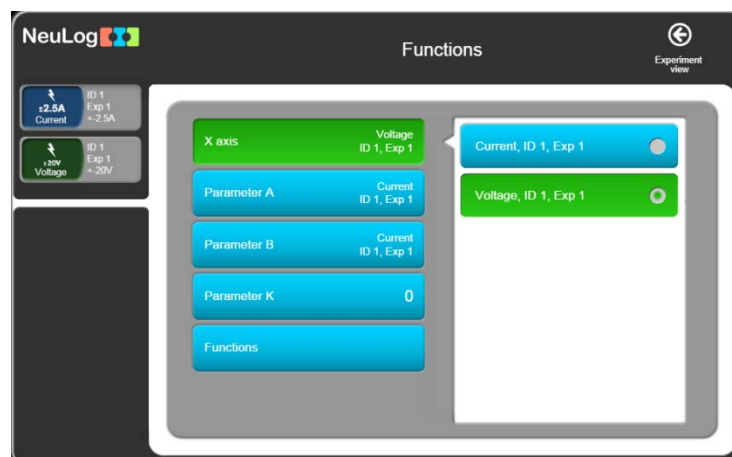 NeuLog
Functions
Experiment
view
±2.5A
Current
ID 1
Exp 1
+-2.5A
±20V
Voltage
ID 1
Exp 1
+-20V
X axis
Voltage
ID 1, Exp 1
Parameter A
Current
ID 1, Exp 1
Parameter B
Current
ID 1, Exp 1
Parameter K
0
Functions
Current, ID 1, Exp 1
Voltage, ID 1, Exp 1